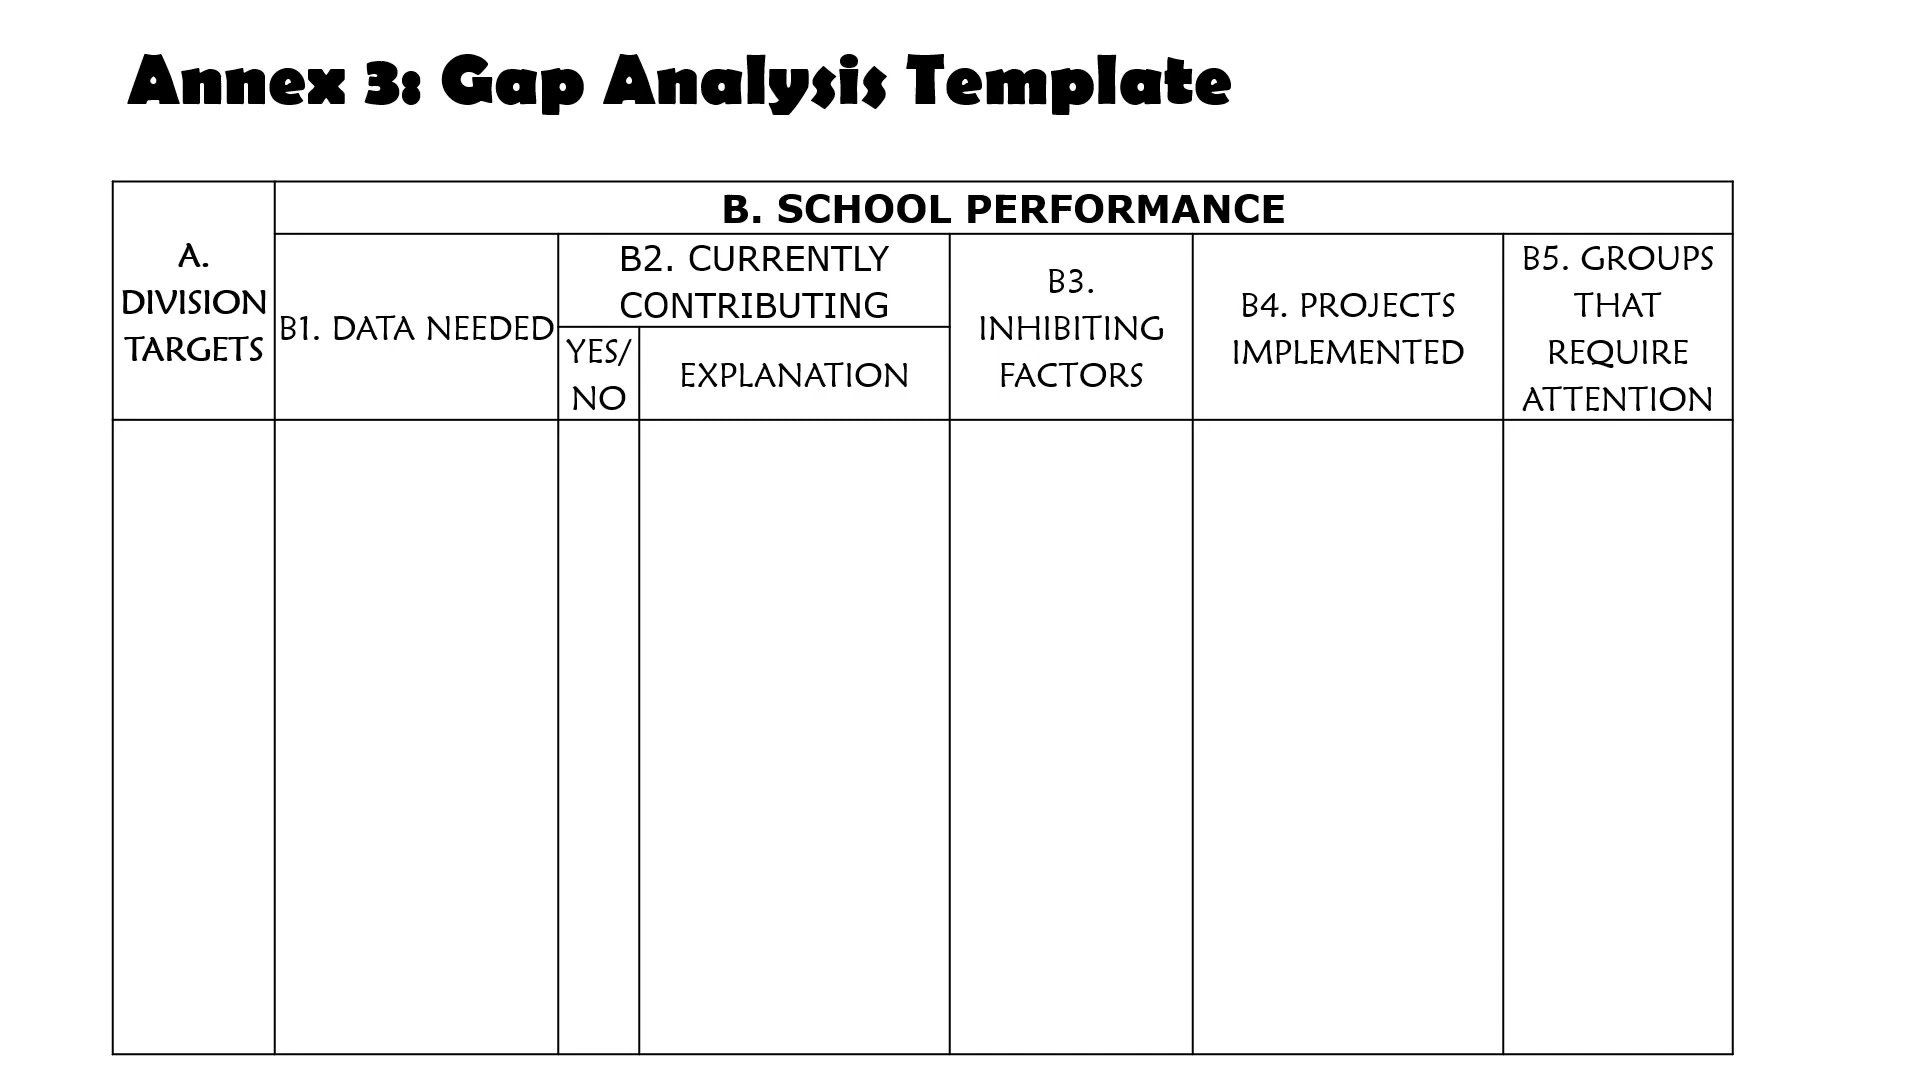 Annex 3: Gap Analysis Template
B. SCHOOL PERFORMANCE
A.
DIVISION
TARGETS
B1. DATA NEEDED
B2. CURRENTLY
CONTRIBUTING
YES/
NO
EXPLANATION
B3.
INHIBITING
FACTORS
B4. PROJECTS
IMPLEMENTED
B5. GROUPS
THAT
REQUIRE
ATTENTION